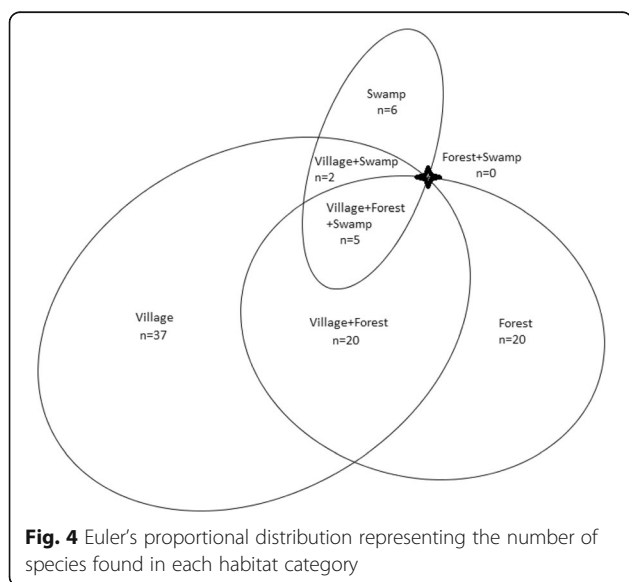 Swamp
n=6
Village+Swamp
n=2
Forest+Swamp
n=0
Village+Forest
+Swamp
n=5
Village
n=37
Village+Forest
n=20
Forest
n=20
Fig. 4 Euler's proportional distribution representing the number of
species found in each habitat category